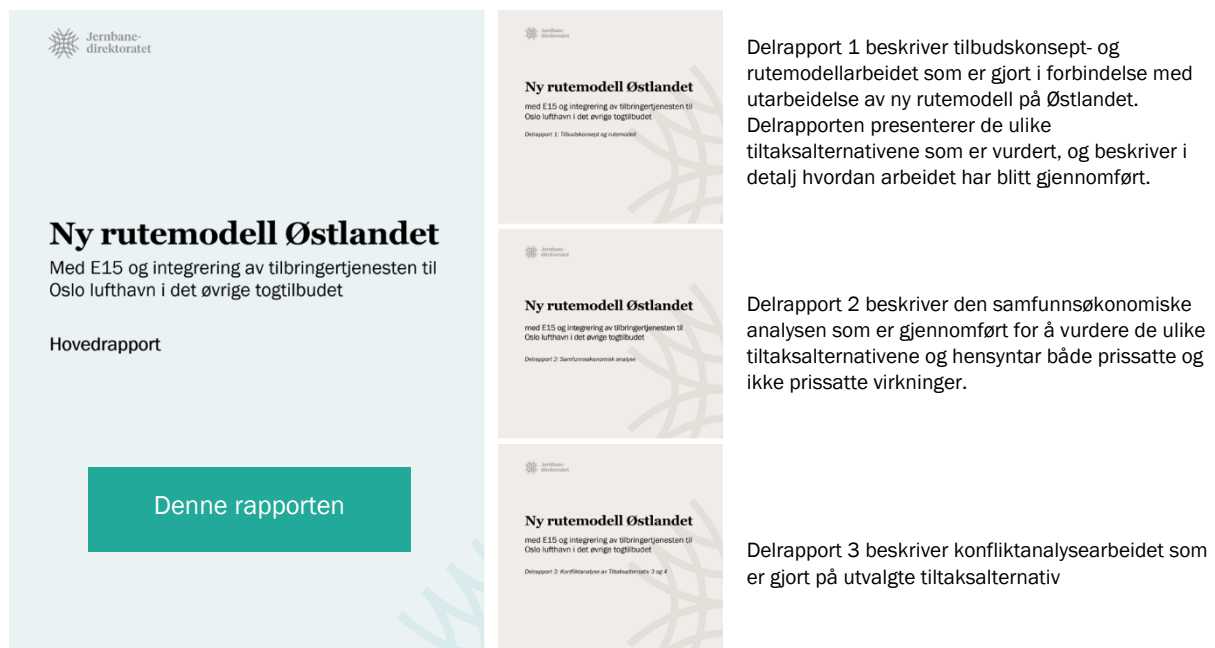 Jernbane-
direktoratet
Ny rutemodell Østlandet
Med E15 og integrering av tilbringertjenesten til
Oslo lufthavn i det øvrige togtilbudet
Hovedrapport
Denne rapporten
Jernbane-
direktoratet
Ny rutemodell Østlandet
med E15 og integrering av tilbringertjenesten til
Oslo lufthavn i det øvrige togtilbudet
Delrapport 1: Tilbudskonsept og rutemodell
Delrapport 1 beskriver tilbudskonsept- og
rutemodellarbeidet som er gjort i forbindelse med
utarbeidelse av ny rutemodell på Østlandet.
Delrapporten presenterer de ulike
tiltaksalternativene som er vurdert, og beskriver i
detalj hvordan arbeidet har blitt gjennomført.
Jernbane-
direktoratet
Ny rutemodell Østlandet
med E15 og integrering av tilbringertjenesten til
Oslo lufthavn i det øvrige togtilbudet
Delrapport 2: Samfunnsøkonomisk analyse
Delrapport 2 beskriver den samfunnsøkonomiske
analysen som er gjennomført for å vurdere de ulike
tiltaksalternativene og hensyntar både prissatte og
ikke prissatte virkninger.
Jernbane-
direktoratet
Ny rutemodell Østlandet
med E15 og integrering av tilbringertjenesten til
Oslo lufthavn i det øvrige togtilbudet
Delrapport 3: Konfliktanalyse av Tiltaksalternativ 3 og 4
Delrapport 3 beskriver konfliktanalysearbeidet som
er gjort på utvalgte tiltaksalternativ